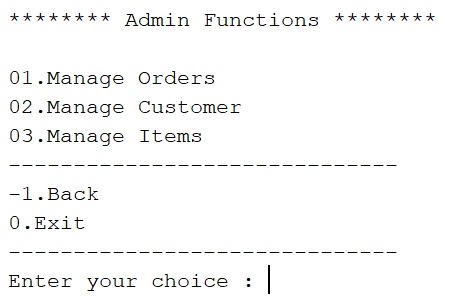 ******** Admin Functions ********
01.Manage Orders
02.Manage Customer
03.Manage Items
------------------------------
-1.Back
0.Exit
------------------------------
Enter your choice :